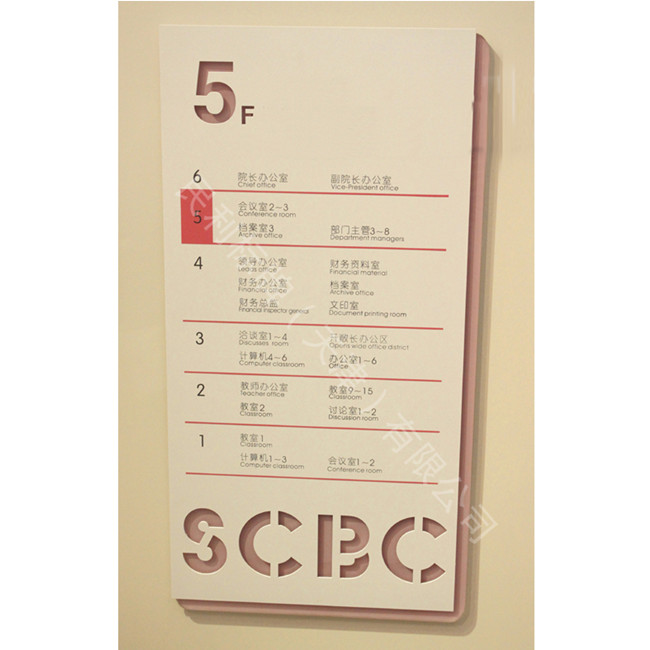 5F
6 院长办公室 副院长办公室
Chief office Vice-President office
5 会议室2~3
Conference room
档案室3 部门主管3~8
Archive office Department managers
4 领导办公室 财务资料室
Leads office Financial material
财务办公室 档案室
Financial office Archive office
财务总监 文印室
Financial inspector general Document printing room
3 洽谈室1~4 长办公区
Discusses room office district
计算机4~6 办公室1~6
Computer classroom Office
2 教师办公室 教室9~15
Teacher office Classroom
教室2 讨论室1~2
Classroom Discussion room
1 教室1
Classroom
计算机1~3 会议室1~2
Computer classroom Conference room
SCBC
有限公司